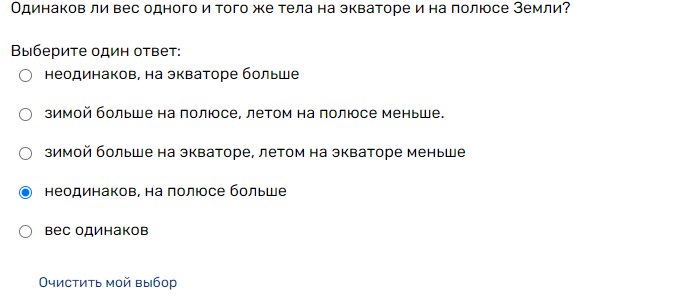 Одинаков ли вес одного и того же тела на экваторе и на полюсе Земли?
Выберите один ответ:
неодинаков, на экваторе больше
зимой больше на полюсе, летом на полюсе меньше.
зимой больше на экваторе, летом на экваторе меньше
неодинаков, на полюсе больше
вес одинаков
Очистить мой выбор